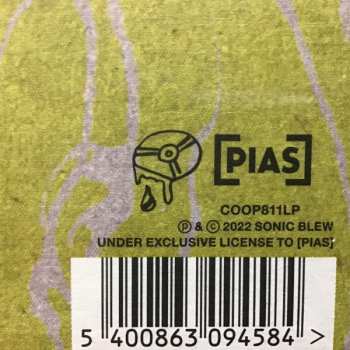 [PIAS]
COOP811LP
℗ & © 2022 SONIC BLEW
UNDER EXCLUSIVE LICENSE TO [PIAS]
5 400863 094584 >